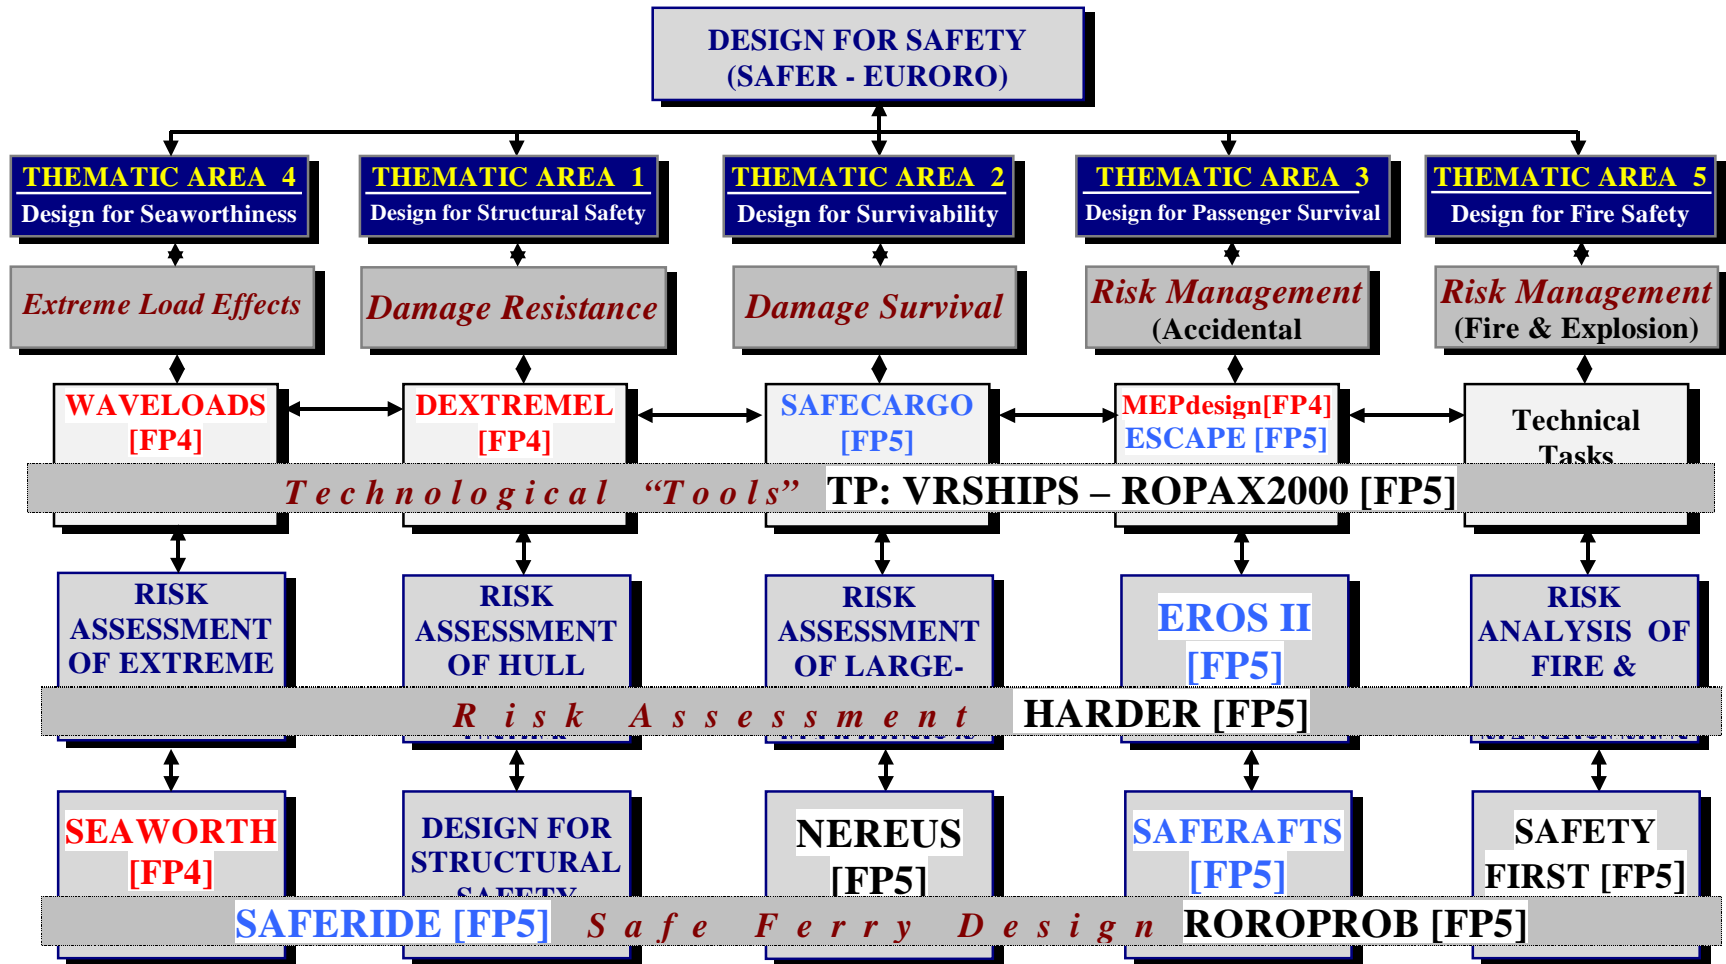 DESIGN FOR SAFETY
(SAFER - EURORO)
THEMATIC AREA 4
Design for Seaworthiness
THEMATIC AREA 1
Design for Structural Safety
THEMATIC AREA 2
Design for Survivability
THEMATIC AREA 3
Design for Passenger Survival
THEMATIC AREA 5
Design for Fire Safety
Extreme Load Effects
Damage Resistance
Damage Survival
Risk Management
(Accidental
Risk Management
(Fire & Explosion)
WAVELOADS
[FP4]
DEXTREMEL
[FP4]
SAFECARGO
[FP5]
MEPdesign[FP4]
ESCAPE [FP5]
Technical
Tasks
Technological “Tools” TP: VRSHIPS – ROPAX2000 [FP5]
RISK
ASSESSMENT
OF EXTREME
RISK
ASSESSMENT
OF HULL
RISK
ASSESSMENT
OF LARGE-
EROS II
[FP5]
RISK
ANALYSIS OF
FIRE &
Risk Assessment HARDER [FP5]
SEAWORTH
[FP4]
DESIGN FOR
STRUCTURAL
SAFETY
NEREUS
[FP5]
SAFERAFTS
[FP5]
SAFETY
FIRST [FP5]
SAFERIDE [FP5] Safe Ferry Design ROROPROB [FP5]